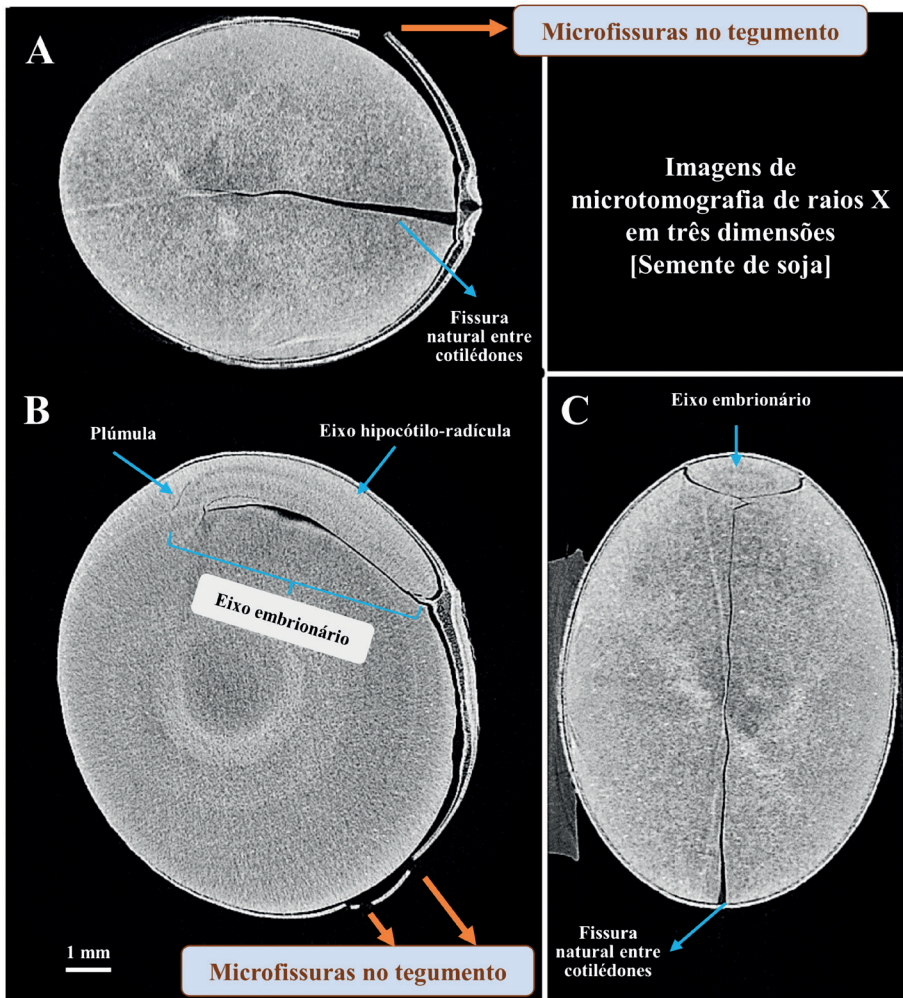 A
Microfissuras no tegumento
Imagens de
microtomografia de raios X
em três dimensões
[Semente de soja]
Fissura
natural entre
cotilédones
B
Plúmula
Eixo hipocótilo-radícula
Eixo embrionário
1 mm
Microfissuras no tegumento
C
Eixo embrionário
Fissura
natural entre
cotilédones